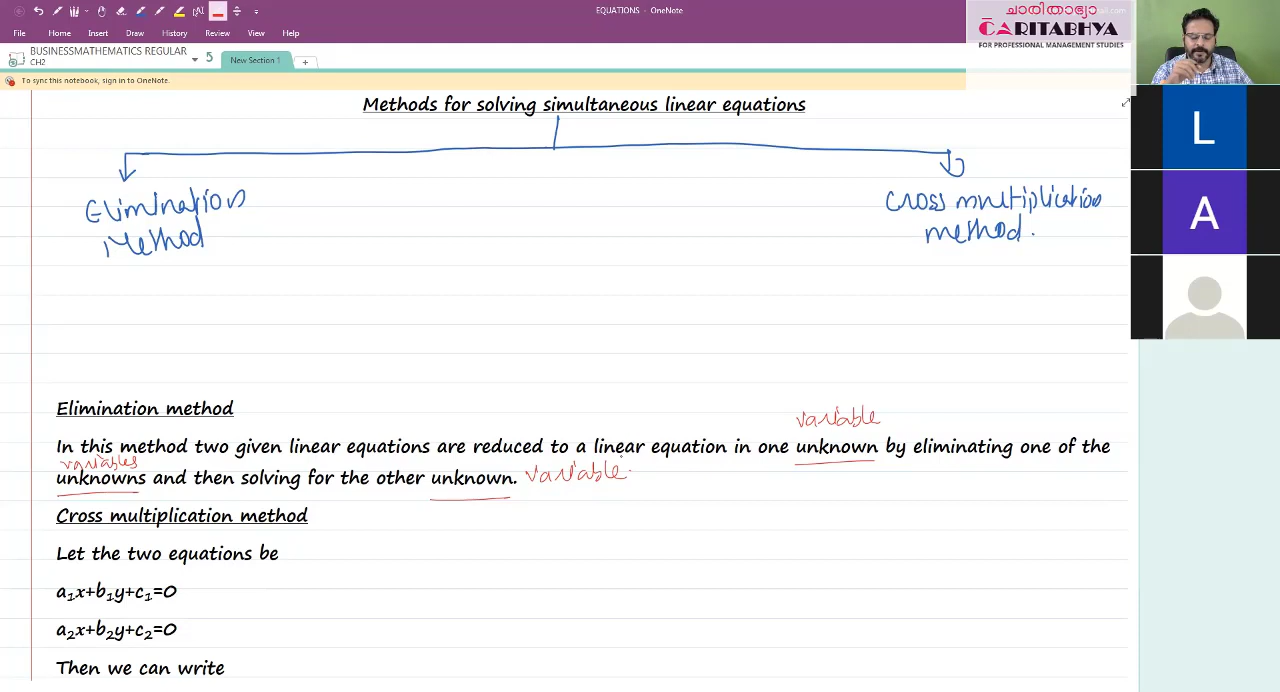 EQUATIONS - OneNote
ചാരിതാഭ്യാ
CARITABHYA
FOR PROFESSIONAL MANAGEMENT STUDIES
File Home Insert Draw History Review View Help
BUSINESSMATHEMATICS REGULAR
CH2
New Section 1
To sync this notebook, sign in to OneNote.
Methods for solving simultaneous linear equations
Elimination
Method
Cross multiplication
method.
L
A
Elimination method
variable
In this method two given linear equations are reduced to a linear equation in one unknown by eliminating one of the
variables
unknowns and then solving for the other unknown. variable.
Cross multiplication method
Let the two equations be
a₁x+b₁y+c₁=0
a₂x+b₂y+c₂=0
Then we can write